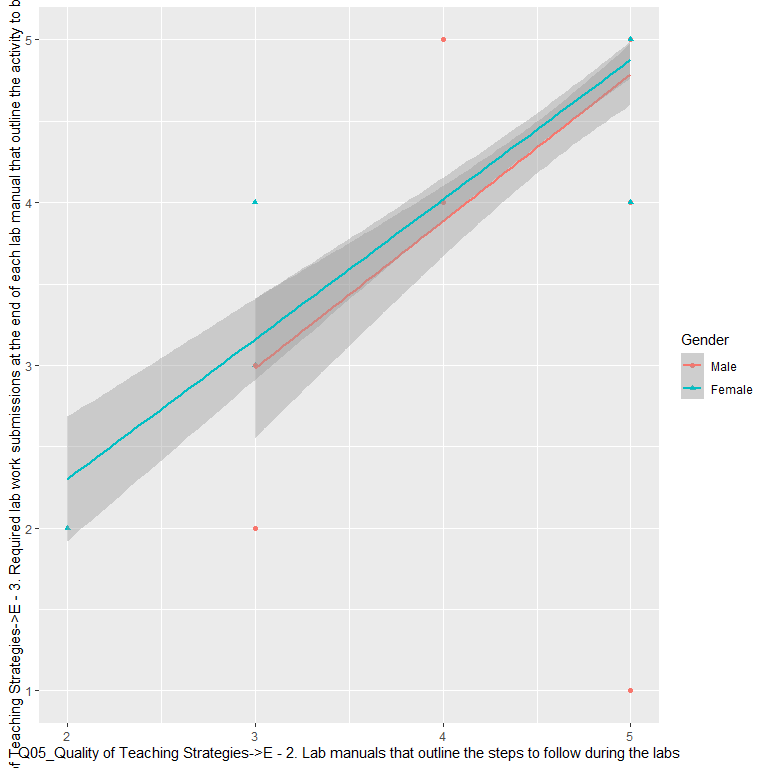 ff Teaching Strategies->E - 3. Required lab work submissions at the end of each lab manual that outline the activity to b
5
4
3
2
1
2
3
4
5
Q05_Quality of Teaching Strategies->E - 2. Lab manuals that outline the steps to follow during the labs
Gender
Male
Female